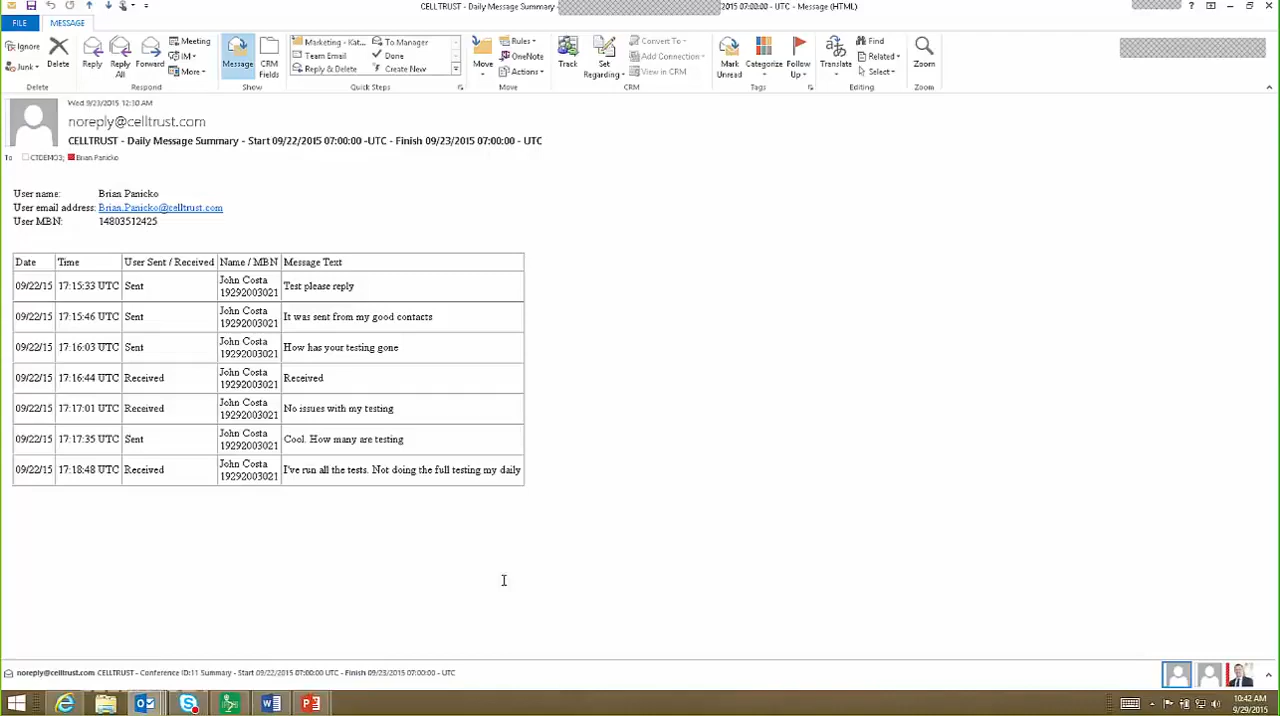 CELLTRUST - Daily Message Summary -
2015 07:00:00 - UTC - Message (HTML)
FILE MESSAGE
Ignore
Junk
Delete
Delete
Reply
Reply All
Forward
Meeting
IM
More
Respond
Message
CRM Fields
Show
Marketing - Kat...
Team Email
Reply & Delete
To Manager
Done
Create New
Quick Steps
Move
Rules
OneNote
Actions
Move
Track
Set Regarding
Convert To
Add Connection
View in CRM
CRM
Mark Unread
Categorize
Follow Up
Tags
Translate
Find
Related
Select
Editing
Zoom
Zoom
Wed 9/23/2015 12:30 AM
noreply@celltrust.com
CELLTRUST - Daily Message Summary - Start 09/22/2015 07:00:00 -UTC - Finish 09/23/2015 07:00:00 - UTC
To CTDEMO3; Brian Panicko
User name: Brian Panicko
User email address: Brian.Panicko@celltrust.com
User MBN: 14803512425
Date Time User Sent / Received Name / MBN Message Text
09/22/15 17:15:33 UTC Sent John Costa 19292003021 Test please reply
09/22/15 17:15:46 UTC Sent John Costa 19292003021 It was sent from my good contacts
09/22/15 17:16:03 UTC Sent John Costa 19292003021 How has your testing gone
09/22/15 17:16:44 UTC Received John Costa 19292003021 Received
09/22/15 17:17:01 UTC Received John Costa 19292003021 No issues with my testing
09/22/15 17:17:35 UTC Sent John Costa 19292003021 Cool. How many are testing
09/22/15 17:18:48 UTC Received John Costa 19292003021 I've run all the tests. Not doing the full testing my daily
noreply@celltrust.com CELLTRUST - Conference ID:11 Summary - Start 09/22/2015 07:00:00 UTC - Finish 09/23/2015 07:00:00 - UTC
10:42 AM
9/29/2015